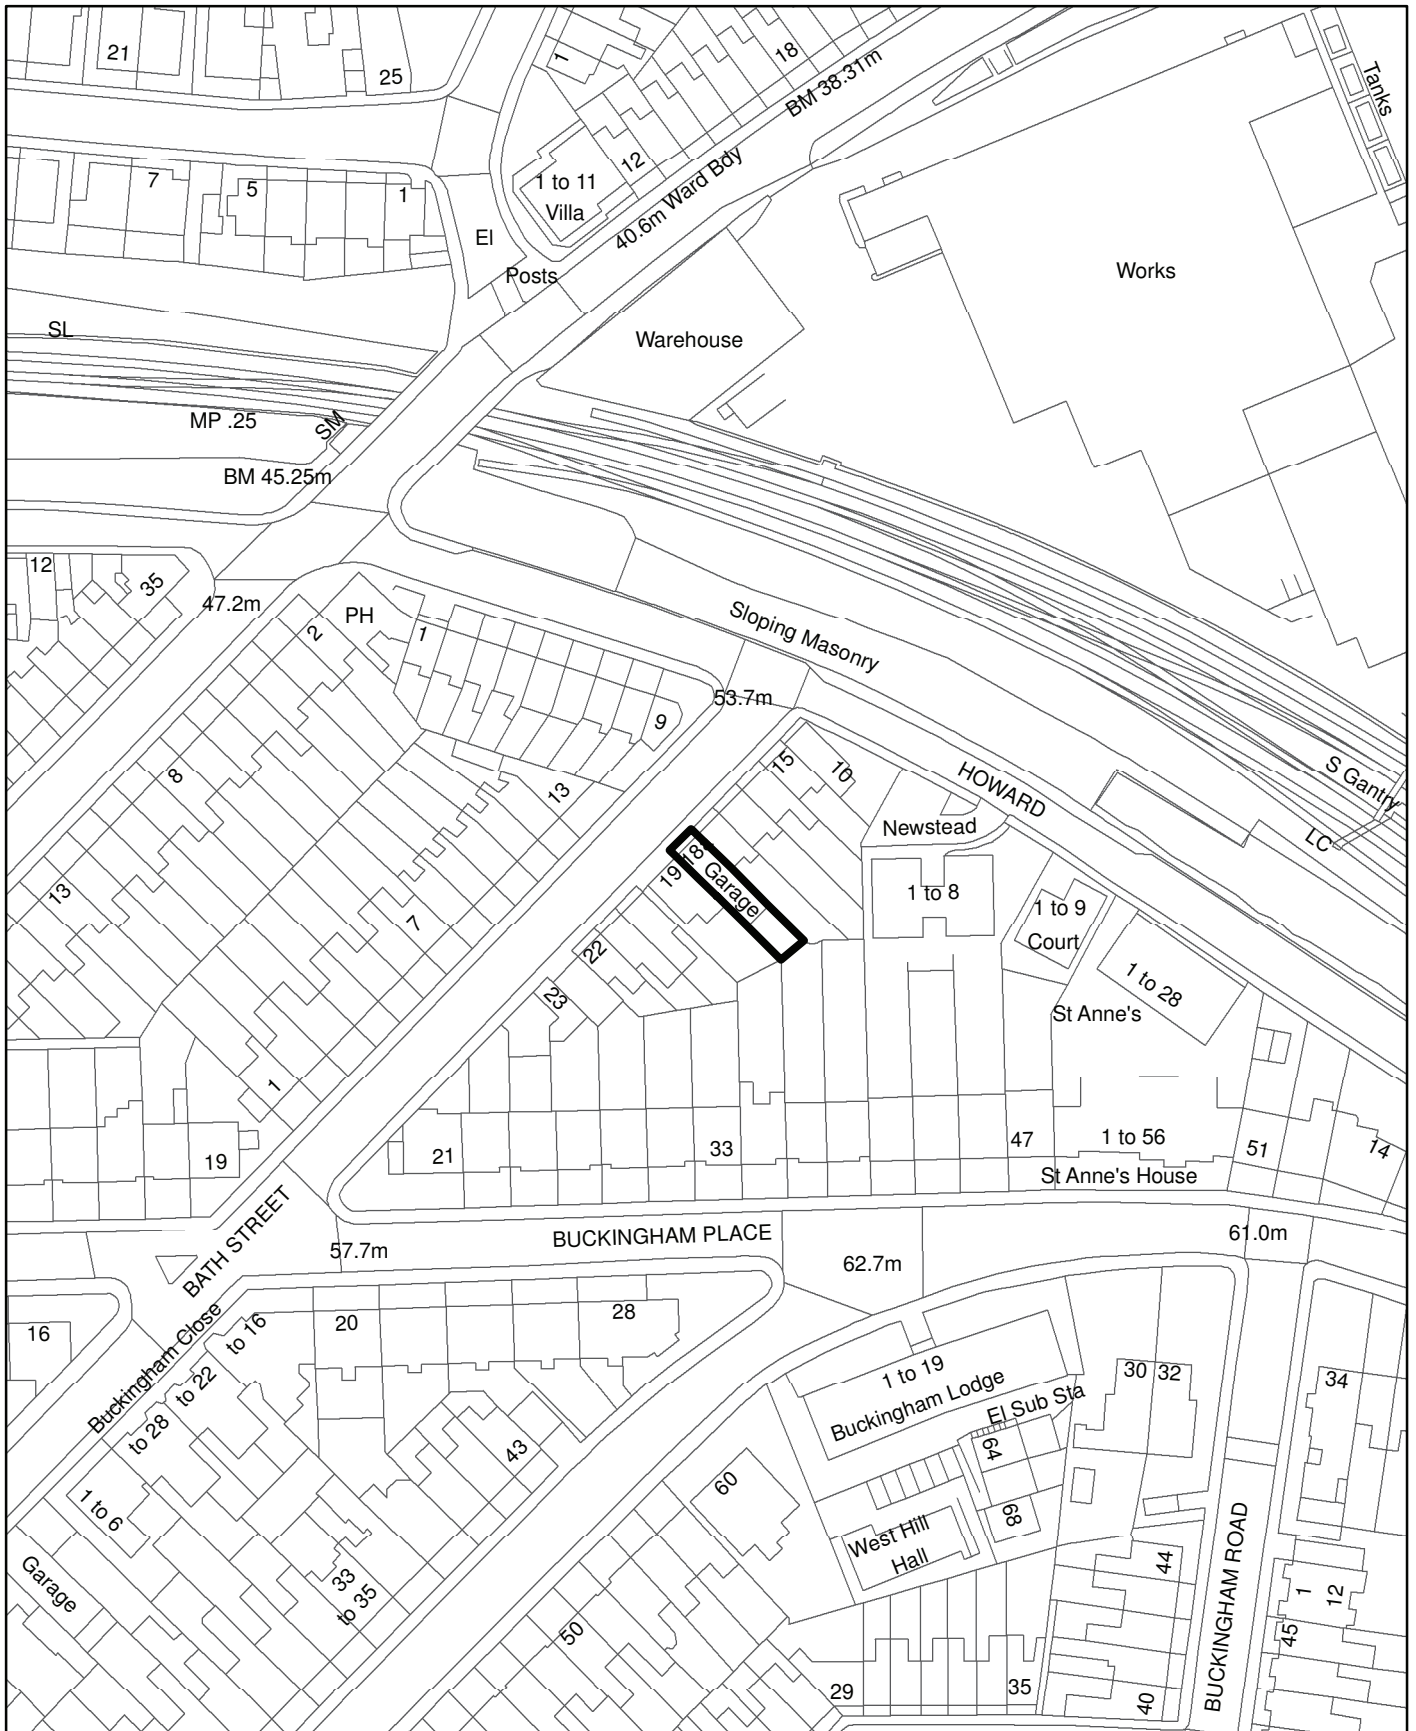 21
25
1
18
BM 38.31m
Tanks
7
5
1
1 to 11
Villa
12
40.6m Ward Bdy
El
Posts
Works
SL
Warehouse
MP .25
SM
BM 45.25m
12
35
47.2m
2
PH
1
Sloping Masonry
9
53.7m
8
13
15
10
HOWARD
S Gantry
LC
Newstead
13
7
18
Garage
19
1 to 8
1 to 9
Court
22
23
1 to 28
St Anne's
1
19
21
33
47
1 to 56
51
14
St Anne's House
BATH STREET
57.7m
BUCKINGHAM PLACE
62.7m
61.0m
16
Buckingham Close
to 16
20
28
to 22
to 28
1 to 6
43
1 to 19
Buckingham Lodge
El Sub Sta
30
32
34
64
60
68
West Hill
Hall
Garage
33
to 35
50
44
1
12
45
BUCKINGHAM ROAD
29
35
40